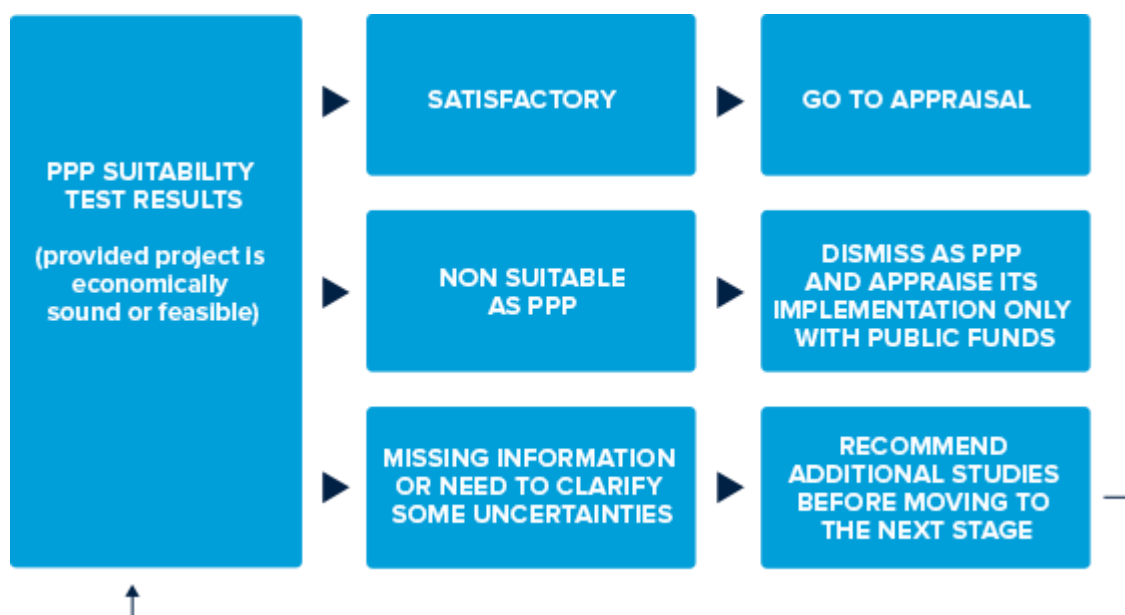 PPP SUITABILITY
TEST RESULTS
(provided project is
economically
sound or feasible)
SATISFACTORY
GO TO APPRAISAL
NON SUITABLE
AS PPP
DISMISS AS PPP
AND APPRAISE ITS
IMPLEMENTATION ONLY
WITH PUBLIC FUNDS
MISSING INFORMATION
OR NEED TO CLARIFY
SOME UNCERTAINTIES
RECOMMEND
ADDITIONAL STUDIES
BEFORE MOVING TO
THE NEXT STAGE